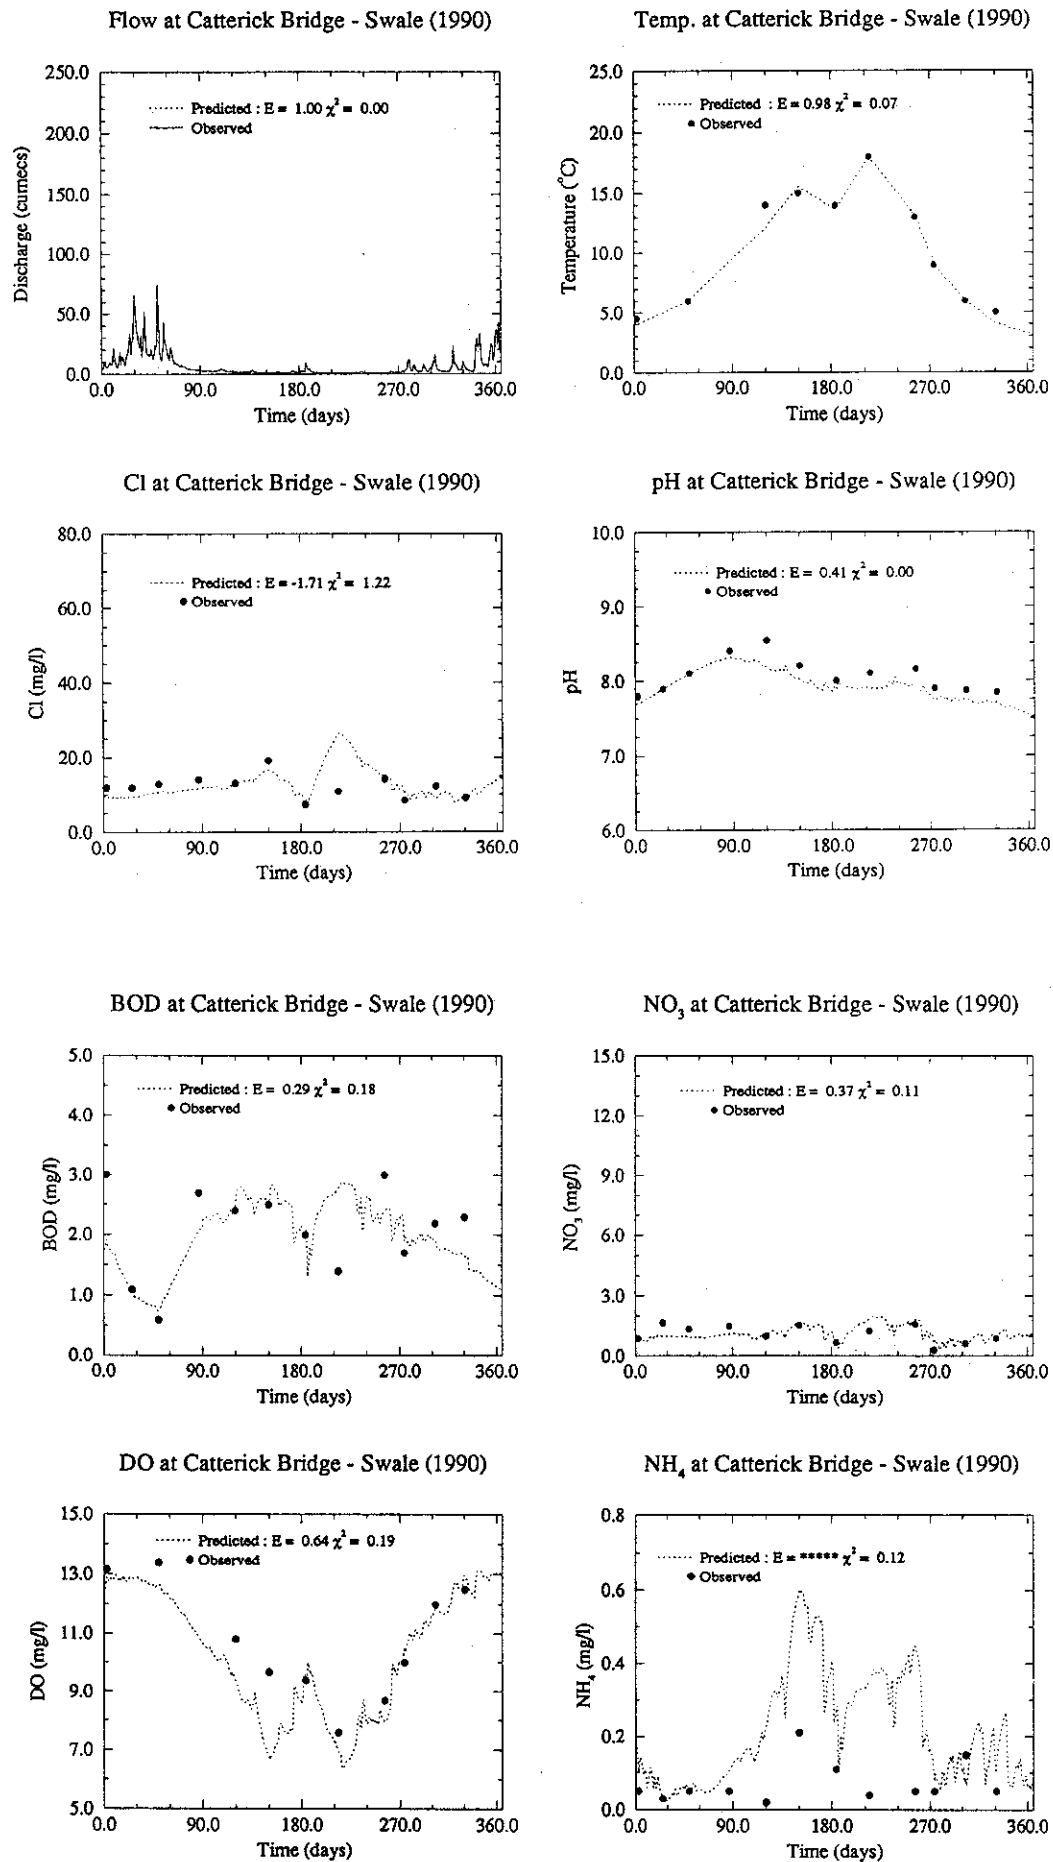 Flow at Catterick Bridge - Swale (1990)
250.0
200.0
150.0
100.0
50.0
0.0
Discharge (cumecs)
Predicted : E = 1.00 χ² = 0.00
Observed
0.0 90.0 180.0 270.0 360.0
Time (days)
Temp. at Catterick Bridge - Swale (1990)
25.0
20.0
15.0
10.0
5.0
0.0
Temperature (°C)
Predicted : E = 0.98 χ² = 0.07
Observed
0.0 90.0 180.0 270.0 360.0
Time (days)
Cl at Catterick Bridge - Swale (1990)
80.0
60.0
40.0
20.0
0.0
Cl (mg/l)
Predicted : E = -1.71 χ² = 1.22
Observed
0.0 90.0 180.0 270.0 360.0
Time (days)
pH at Catterick Bridge - Swale (1990)
10.0
9.0
8.0
7.0
6.0
pH
Predicted : E = 0.41 χ² = 0.00
Observed
0.0 90.0 180.0 270.0 360.0
Time (days)
BOD at Catterick Bridge - Swale (1990)
5.0
4.0
3.0
2.0
1.0
0.0
BOD (mg/l)
Predicted : E = 0.29 χ² = 0.18
Observed
0.0 90.0 180.0 270.0 360.0
Time (days)
NO₃ at Catterick Bridge - Swale (1990)
15.0
12.0
9.0
6.0
3.0
0.0
NO₃ (mg/l)
Predicted : E = 0.37 χ² = 0.11
Observed
0.0 90.0 180.0 270.0 360.0
Time (days)
DO at Catterick Bridge - Swale (1990)
15.0
13.0
11.0
9.0
7.0
5.0
DO (mg/l)
Predicted : E = 0.64 χ² = 0.19
Observed
0.0 90.0 180.0 270.0 360.0
Time (days)
NH₄ at Catterick Bridge - Swale (1990)
0.8
0.6
0.4
0.2
0.0
NH₄ (mg/l)
Predicted : E = ***** χ² = 0.12
Observed
0.0 90.0 180.0 270.0 360.0
Time (days)